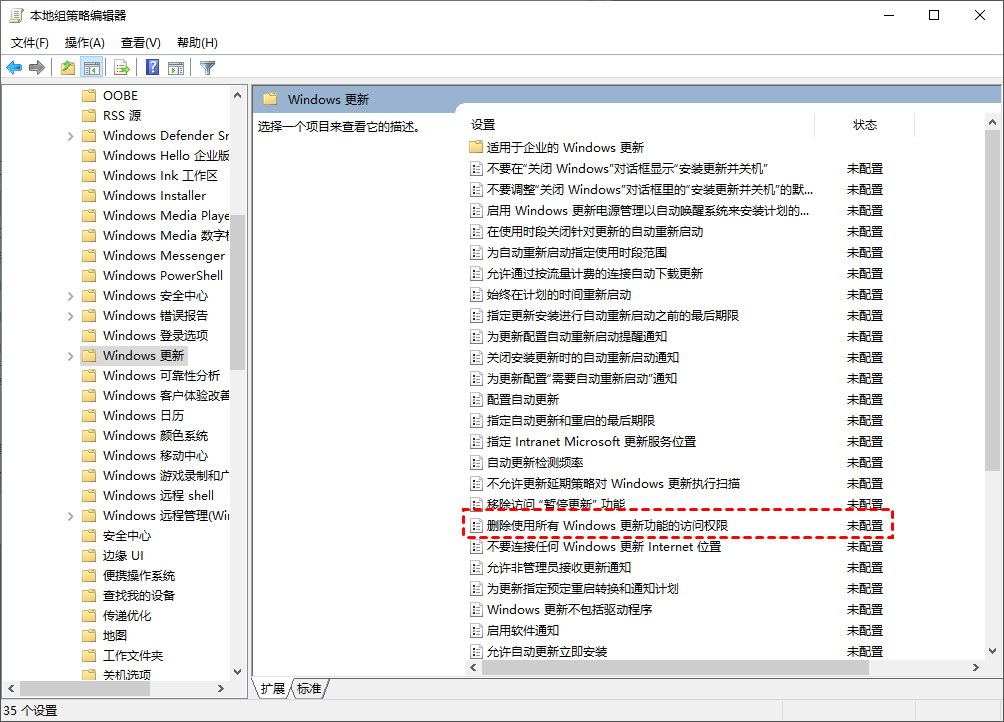 本地组策略编辑器
文件(F) 操作(A) 查看(V) 帮助(H)
OOBE
RSS 源
Windows Defender Sr
Windows Hello 企业版
Windows Ink 工作区
Windows Installer
Windows Media Playe
Windows Media 数字
Windows Messenger
Windows PowerShell
Windows 安全中心
Windows 错误报告
Windows 登录选项
Windows 更新
Windows 可靠性分析
Windows 客户体验改善
Windows 日历
Windows 颜色系统
Windows 移动中心
Windows 游戏录制和广
Windows 远程 shell
Windows 远程管理(Wi
安全中心
边缘 UI
便携操作系统
查找我的设备
传递优化
地图
工作文件夹
关机选项
Windows 更新
选择一个项目来查看它的描述。
设置 状态
适用于企业的 Windows 更新
不要在“关闭 Windows”对话框显示“安装更新并关机” 未配置
不要调整“关闭 Windows”对话框里的“安装更新并关机”的默... 未配置
启用 Windows 更新电源管理以自动唤醒系统来安装计划的... 未配置
在使用时段关闭针对更新的自动重新启动 未配置
为自动重新启动指定使用时段范围 未配置
允许通过按流量计费的连接自动下载更新 未配置
始终在计划的时间重新启动 未配置
指定更新安装进行自动重新启动之前的最后期限 未配置
为更新配置自动重新启动提醒通知 未配置
关闭安装更新时的自动重新启动通知 未配置
为更新配置“需要自动重新启动”通知 未配置
配置自动更新 未配置
指定自动更新和重启的最后期限 未配置
指定 Intranet Microsoft 更新服务位置 未配置
自动更新检测频率 未配置
不允许更新延期策略对 Windows 更新执行扫描 未配置
移除访问 “暂停更新” 功能 未配置
删除使用所有 Windows 更新功能的访问权限 未配置
不要连接任何 Windows 更新 Internet 位置 未配置
允许非管理员接收更新通知 未配置
为更新指定预定重启转换和通知计划 未配置
Windows 更新不包括驱动程序 未配置
启用软件通知 未配置
允许自动更新立即安装 未配置
扩展 标准
35 个设置